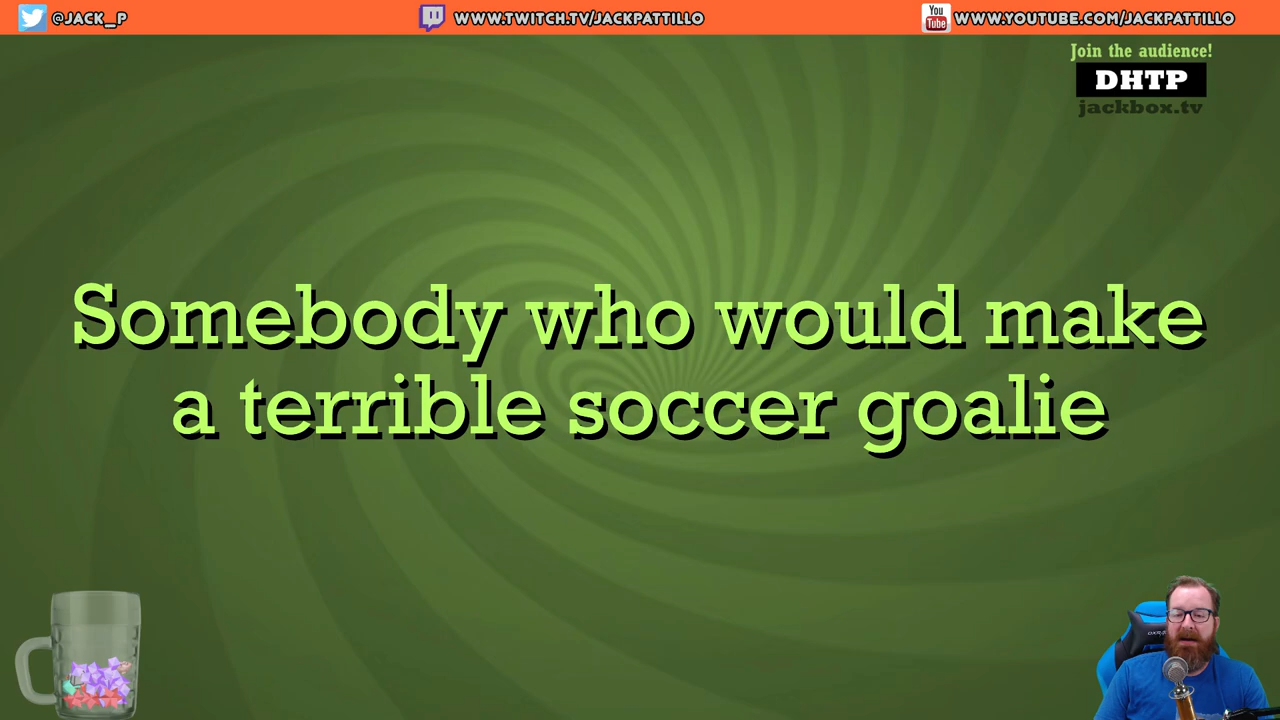 @JACK_P
WWW.TWITCH.TV/JACKPATTILLO
You
Tube
WWW.YOUTUBE.COM/JACKPATTILLO
Join the audience!
DHTP
jackbox.tv
Somebody who would make
a terrible soccer goalie